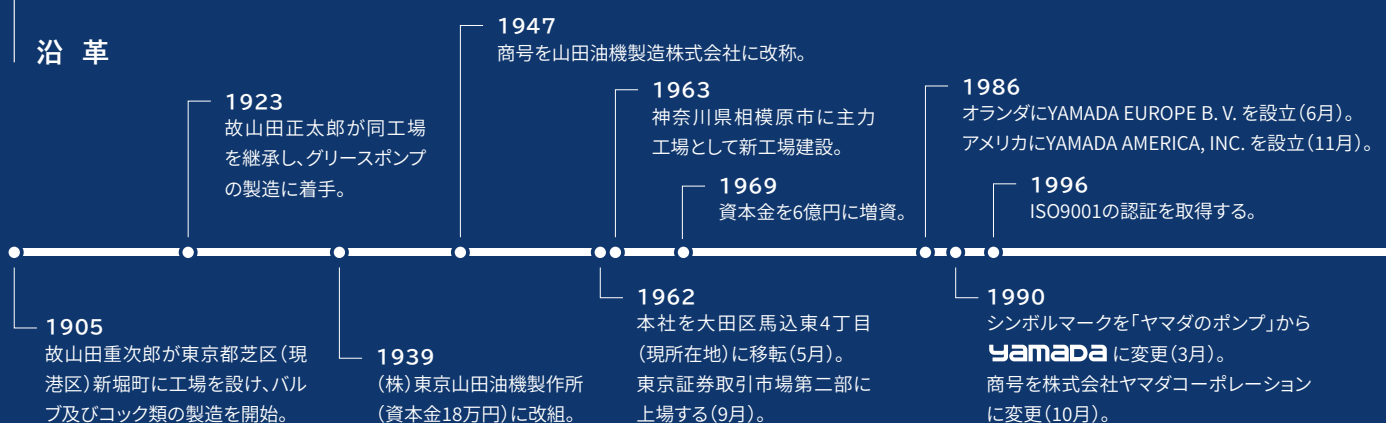 沿 革
1905
故山田重次郎が東京都芝区（現
港区）新堀町に工場を設け、バル
ブ及びコック類の製造を開始。
1923
故山田正太郎が同工場
を継承し、グリースポンプ
の製造に着手。
1939
（株）東京山田油機製作所
（資本金18万円）に改組。
1947
商号を山田油機製造株式会社に改称。
1962
本社を大田区馬込東4丁目
（現所在地）に移転（5月）。
東京証券取引市場第二部に
上場する（9月）。
1963
神奈川県相模原市に主力
工場として新工場建設。
1969
資本金を6億円に増資。
1986
オランダにYAMADA EUROPE B. V. を設立（6月）。
アメリカにYAMADA AMERICA, INC. を設立（11月）。
1990
シンボルマークを「ヤマダのポンプ」から
yamada に変更（3月）。
商号を株式会社ヤマダコーポレーション
に変更（10月）。
1996
ISO9001の認証を取得する。